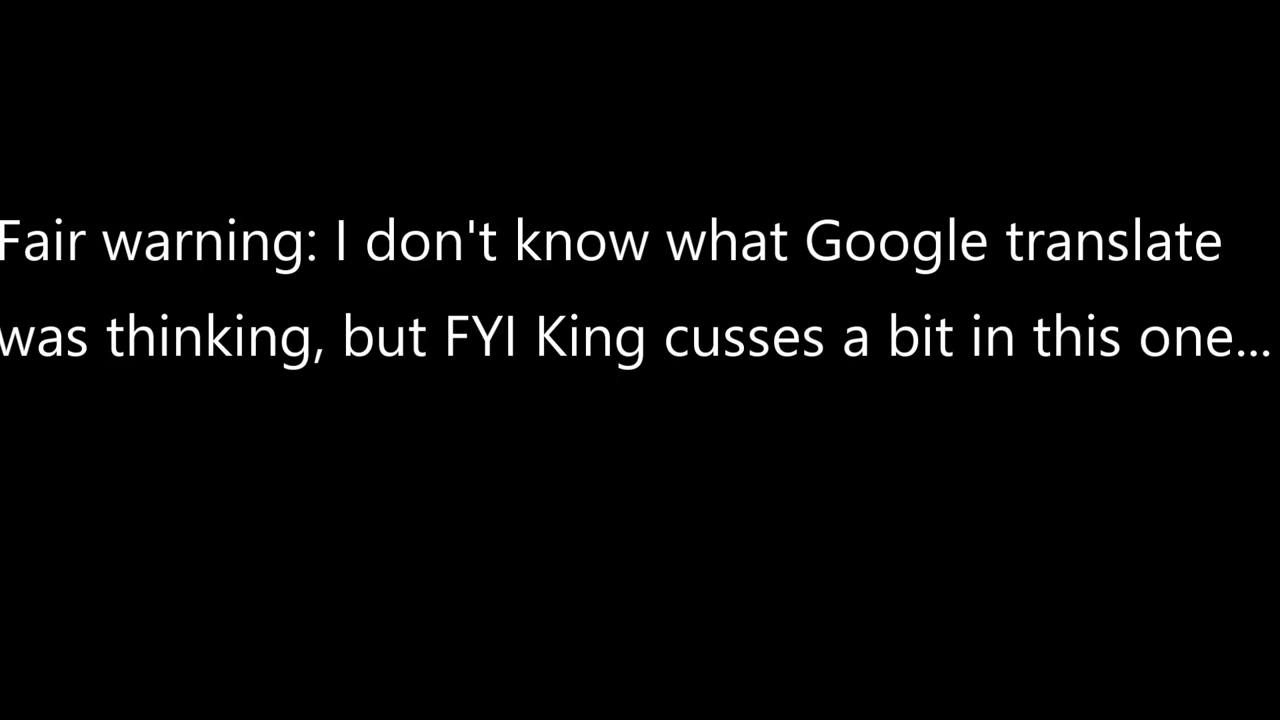 Fair warning: I don't know what Google translate
was thinking, but FYI King cusses a bit in this one...